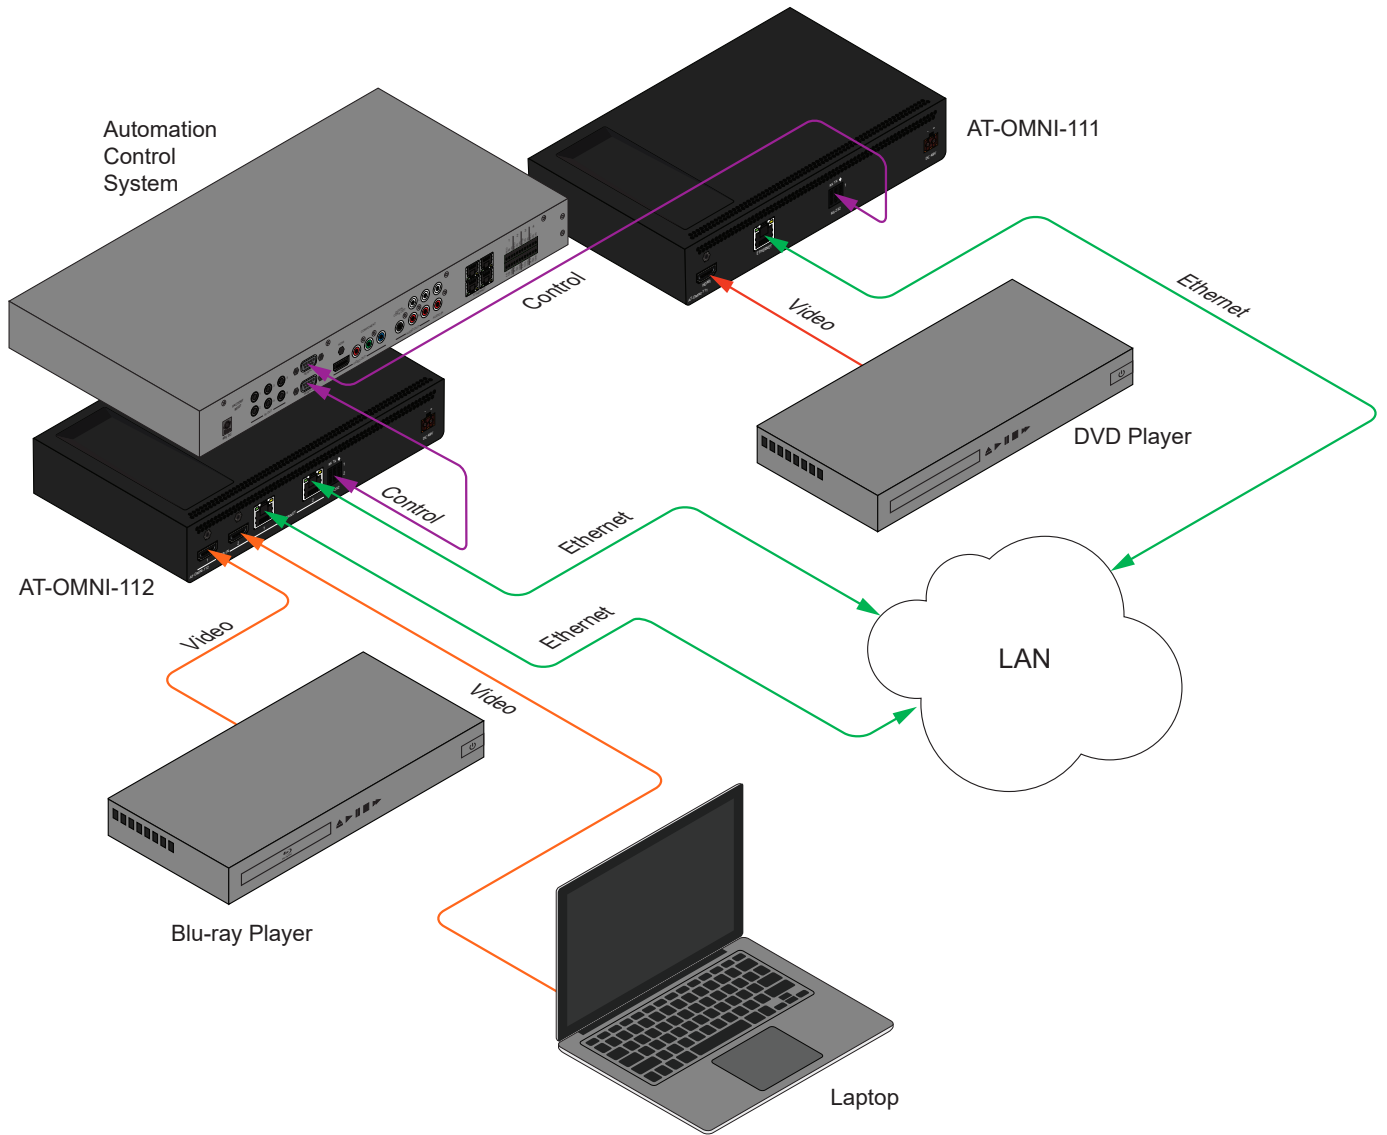 Automation
Control
System
AT-OMNI-111
Control
Ethernet
Video
DVD Player
Control
Ethernet
AT-OMNI-112
Ethernet
Video
LAN
Video
Blu-ray Player
Laptop